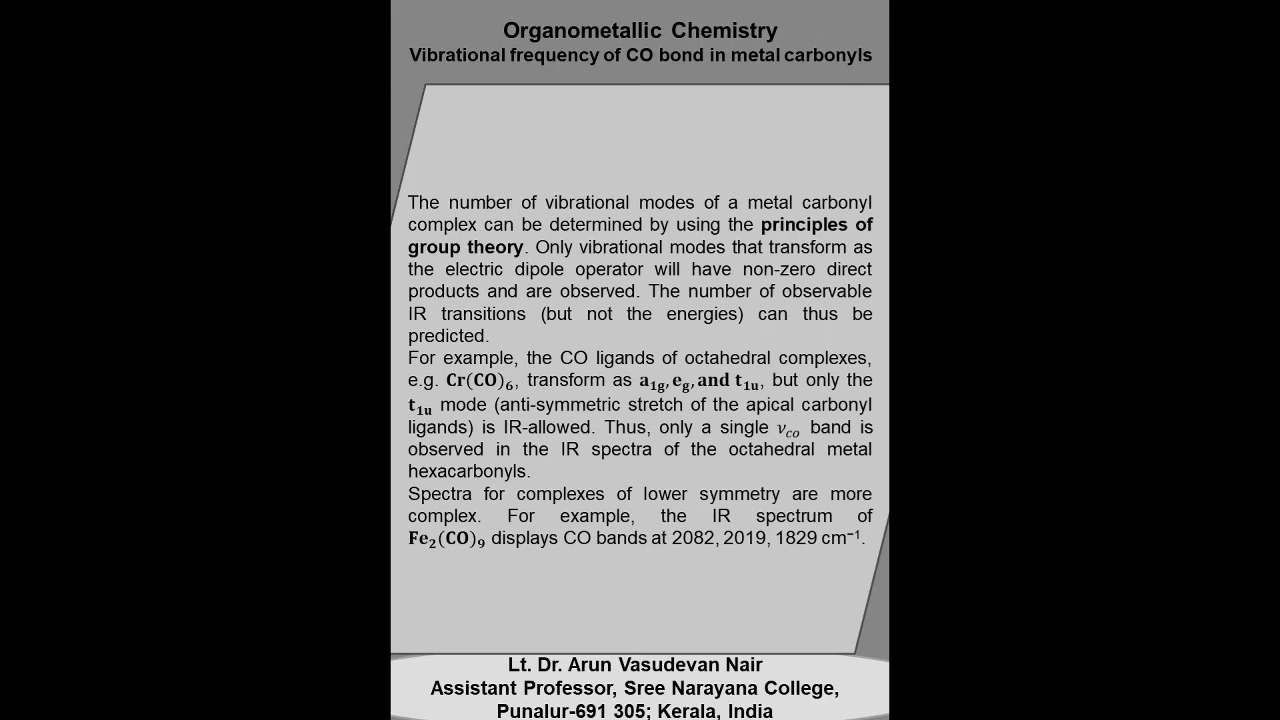 Organometallic Chemistry
Vibrational frequency of CO bond in metal carbonyls
The number of vibrational modes of a metal carbonyl
complex can be determined by using the principles of
group theory. Only vibrational modes that transform as
the electric dipole operator will have non-zero direct
products and are observed. The number of observable
IR transitions (but not the energies) can thus be
predicted.
For example, the CO ligands of octahedral complexes,
e.g. Cr(CO)₆, transform as a₁g, eg, and t₁u, but only the
t₁u mode (anti-symmetric stretch of the apical carbonyl
ligands) is IR-allowed. Thus, only a single νco band is
observed in the IR spectra of the octahedral metal
hexacarbonyls.
Spectra for complexes of lower symmetry are more
complex. For example, the IR spectrum of
Fe₂(CO)₉ displays CO bands at 2082, 2019, 1829 cm⁻¹.
Lt. Dr. Arun Vasudevan Nair
Assistant Professor, Sree Narayana College,
Punalur-691 305; Kerala, India